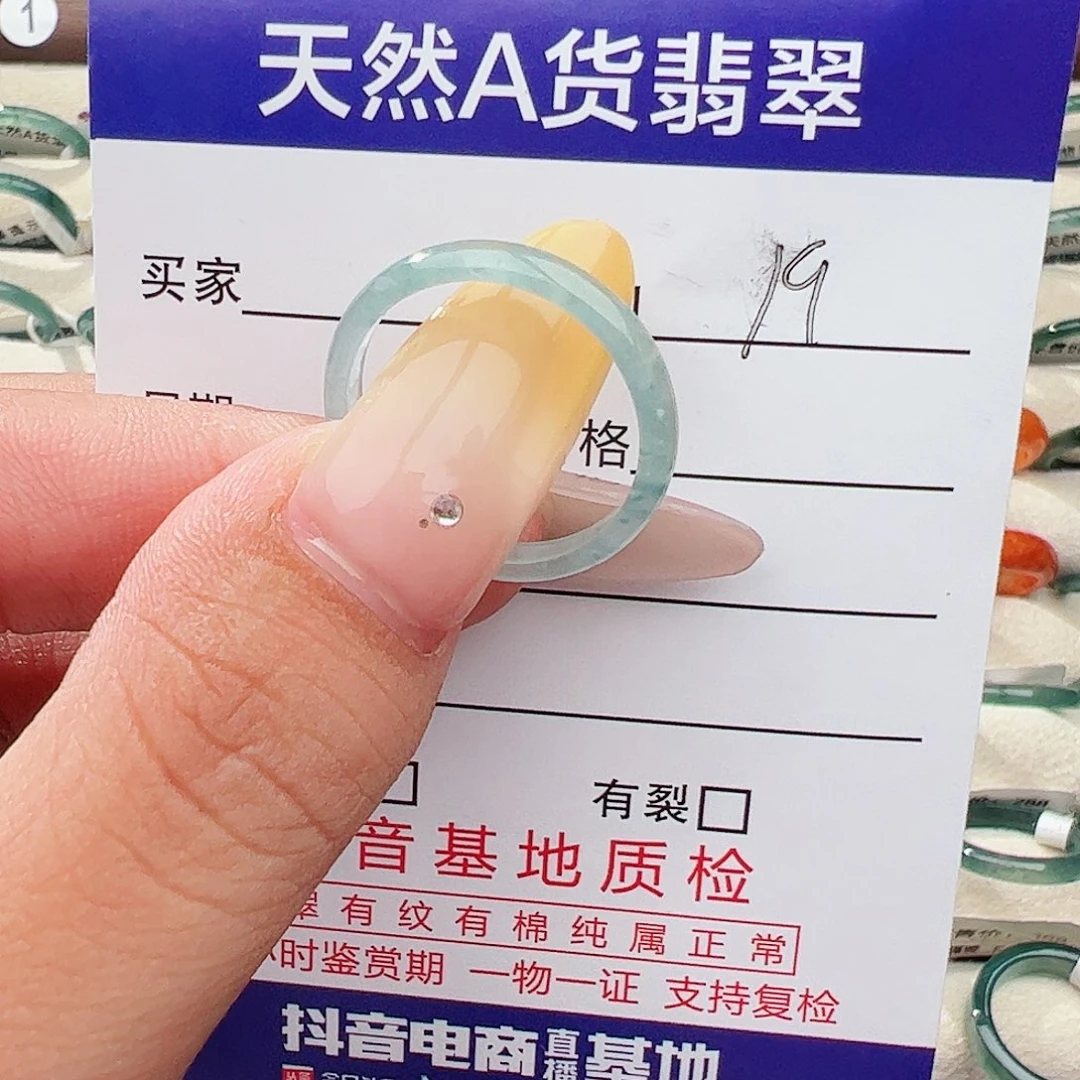 1
天然A货翡翠
买家 19
格
有裂□
音基地质检
翠有纹有棉纯属正常
小时鉴赏期 一物一证 支持复检
抖音电商直播基地